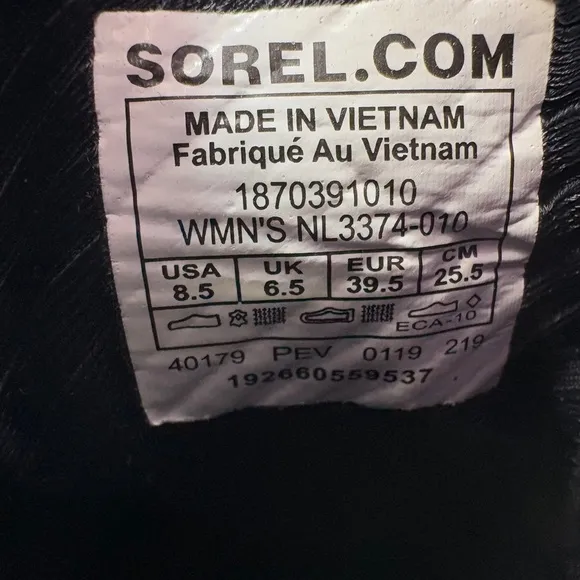 SOREL.COM
MADE IN VIETNAM
Fabriqué Au Vietnam
1870391010
WMN'S NL3374-010
USA UK EUR CM
8.5 6.5 39.5 25.5
ECA-10
40179 PEV 0119 219
192660559537